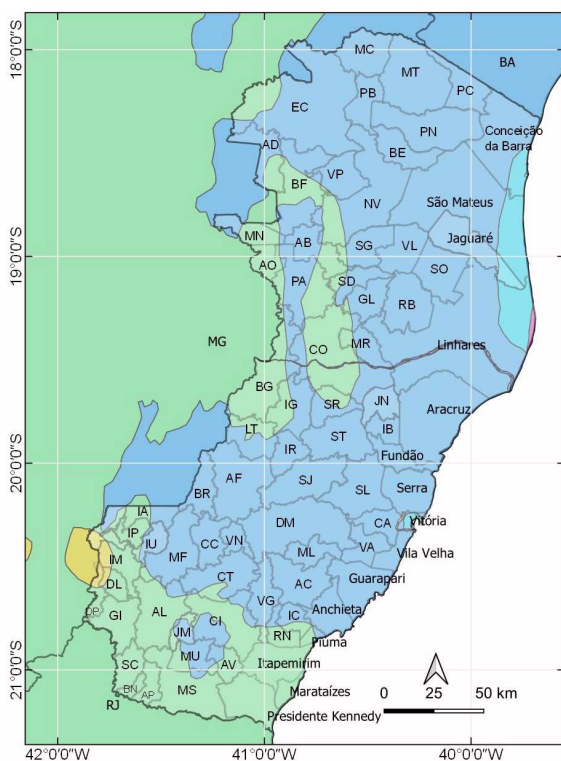 18°0'0"S
19°0'0"S
20°0'0"S
21°0'0"S
MC
BA
MT
PB
PC
EC
PN
Conceição
da Barra
AD
BE
VP
BF
NV
São Mateus
MN
AB
SG
VL
Jaguaré
AO
SO
PA
SD
GL
RB
MG
CO
MR
Linhares
BG
IG
SR
JN
Aracruz
LT
ST
IB
IR
Fundão
AF
SJ
BR
SL
Serra
IA
DM
CA
Vitória
IP
IU
CC
VN
IM
MF
ML
VA
Vila Velha
DL
CT
AC
Guarapari
DP
GI
AL
VG
IC
Anchieta
CI
JM
RN
Piúma
MU
SC
AV
Itapemirim
BN
AP
MS
Marataízes
RJ
Presidente Kennedy
0 25 50 km
42°0'0"W
41°0'0"W
40°0'0"W